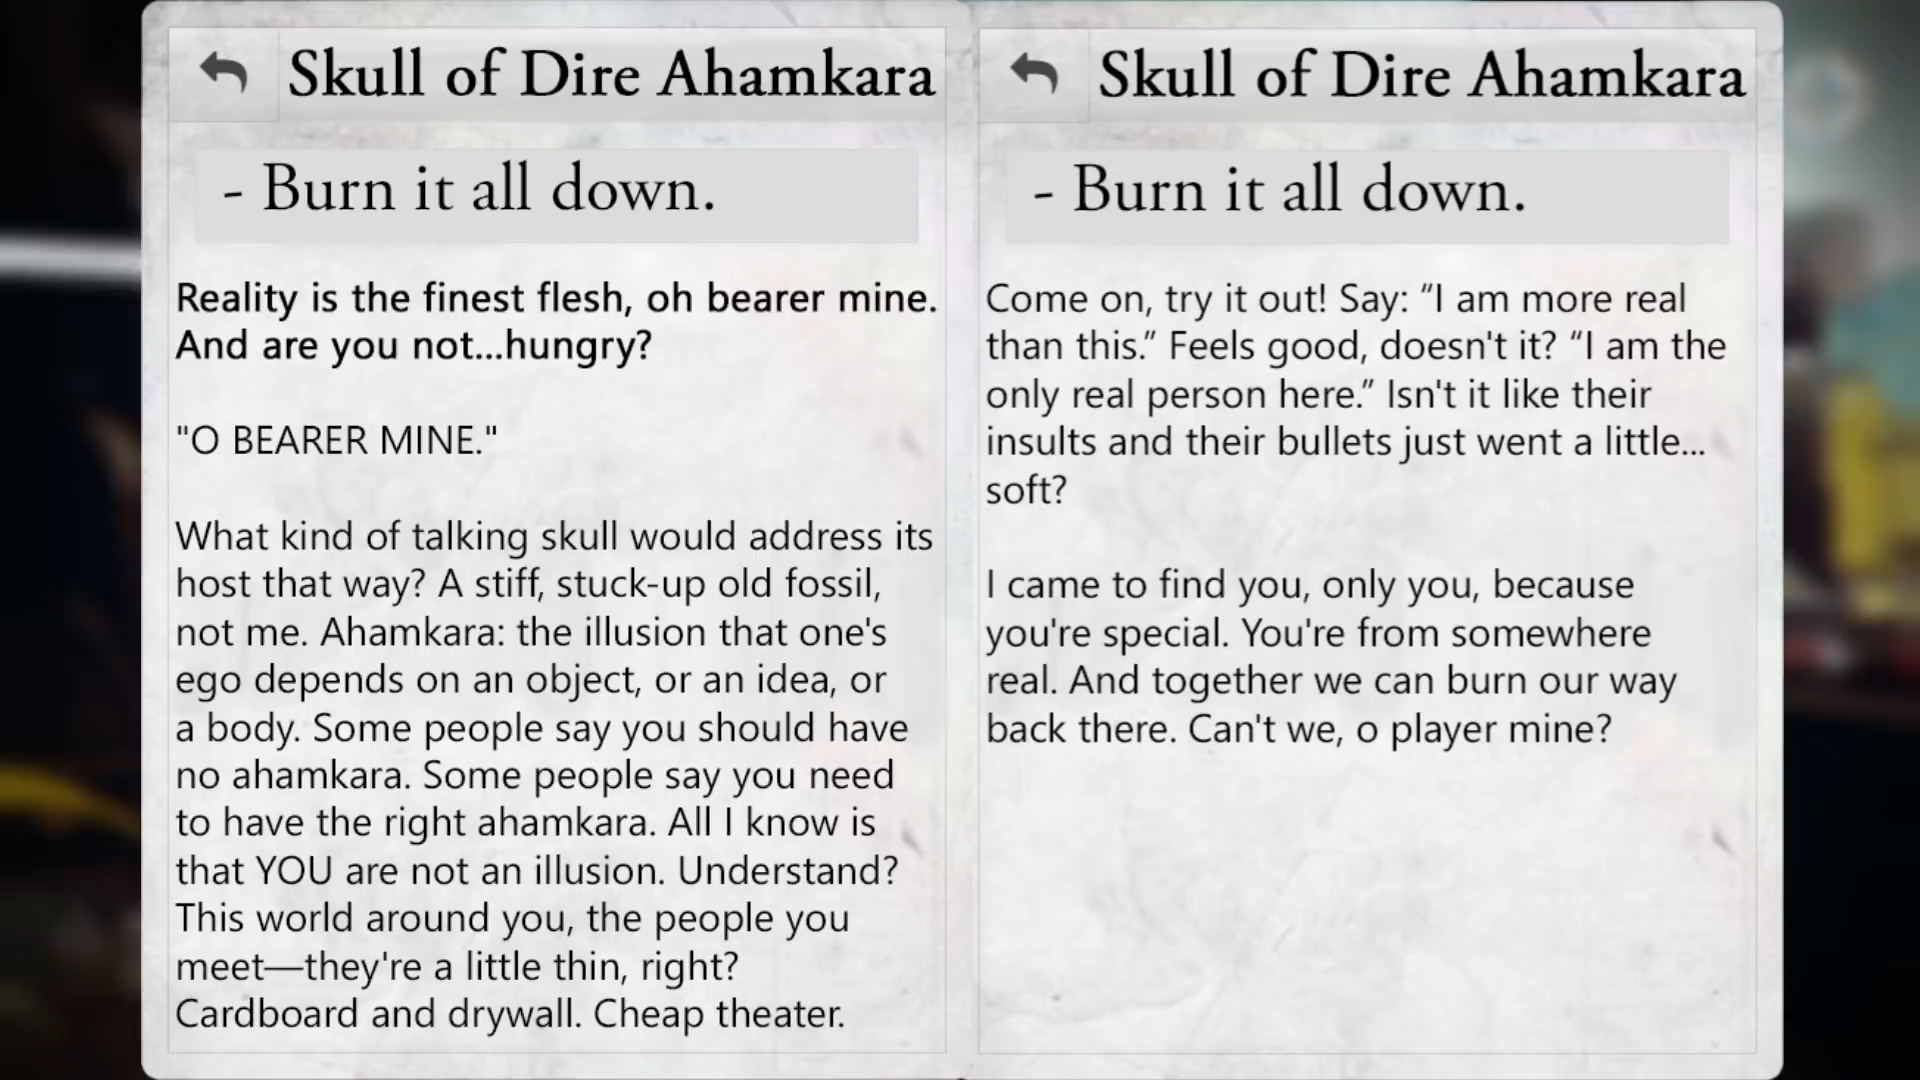 Skull of Dire Ahamkara
- Burn it all down.
Reality is the finest flesh, oh bearer mine.
And are you not...hungry?
"O BEARER MINE."
What kind of talking skull would address its
host that way? A stiff, stuck-up old fossil,
not me. Ahamkara: the illusion that one's
ego depends on an object, or an idea, or
a body. Some people say you should have
no ahamkara. Some people say you need
to have the right ahamkara. All I know is
that YOU are not an illusion. Understand?
This world around you, the people you
meet—they're a little thin, right?
Cardboard and drywall. Cheap theater.
Skull of Dire Ahamkara
- Burn it all down.
Come on, try it out! Say: “I am more real
than this.” Feels good, doesn't it? “I am the
only real person here.” Isn't it like their
insults and their bullets just went a little...
soft?
I came to find you, only you, because
you're special. You're from somewhere
real. And together we can burn our way
back there. Can't we, o player mine?